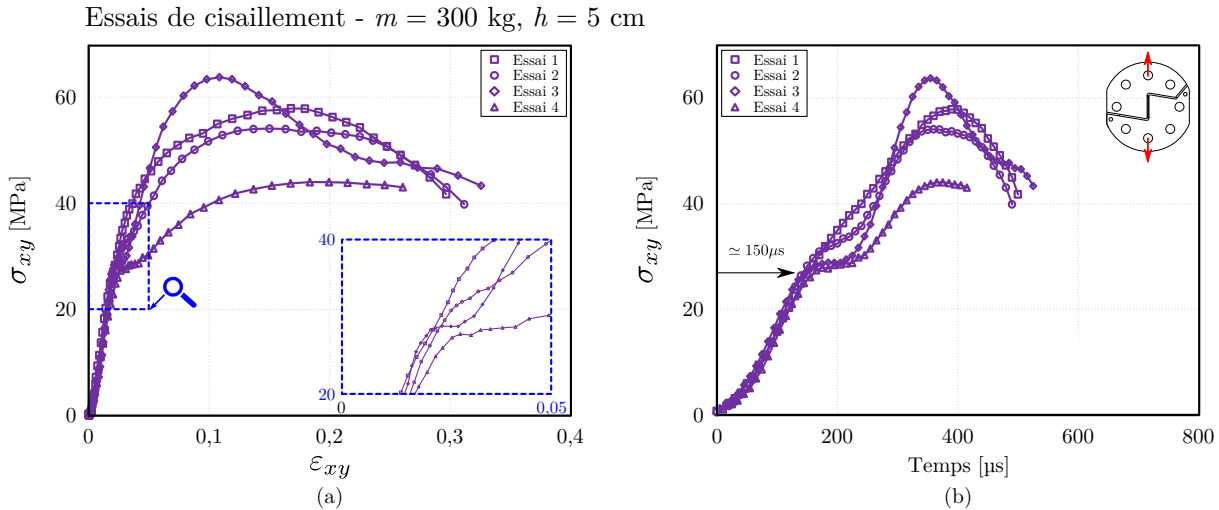 Essais de cisaillement - m = 300 kg, h = 5 cm
σxy [MPa]
60
40
20
0
0
0,1
0,2
0,3
0,4
εxy
(a)
Essai 1
Essai 2
Essai 3
Essai 4
40
20
0
0,05
σxy [MPa]
60
40
20
0
0
200
400
600
800
Temps [µs]
(b)
Essai 1
Essai 2
Essai 3
Essai 4
≃ 150µs